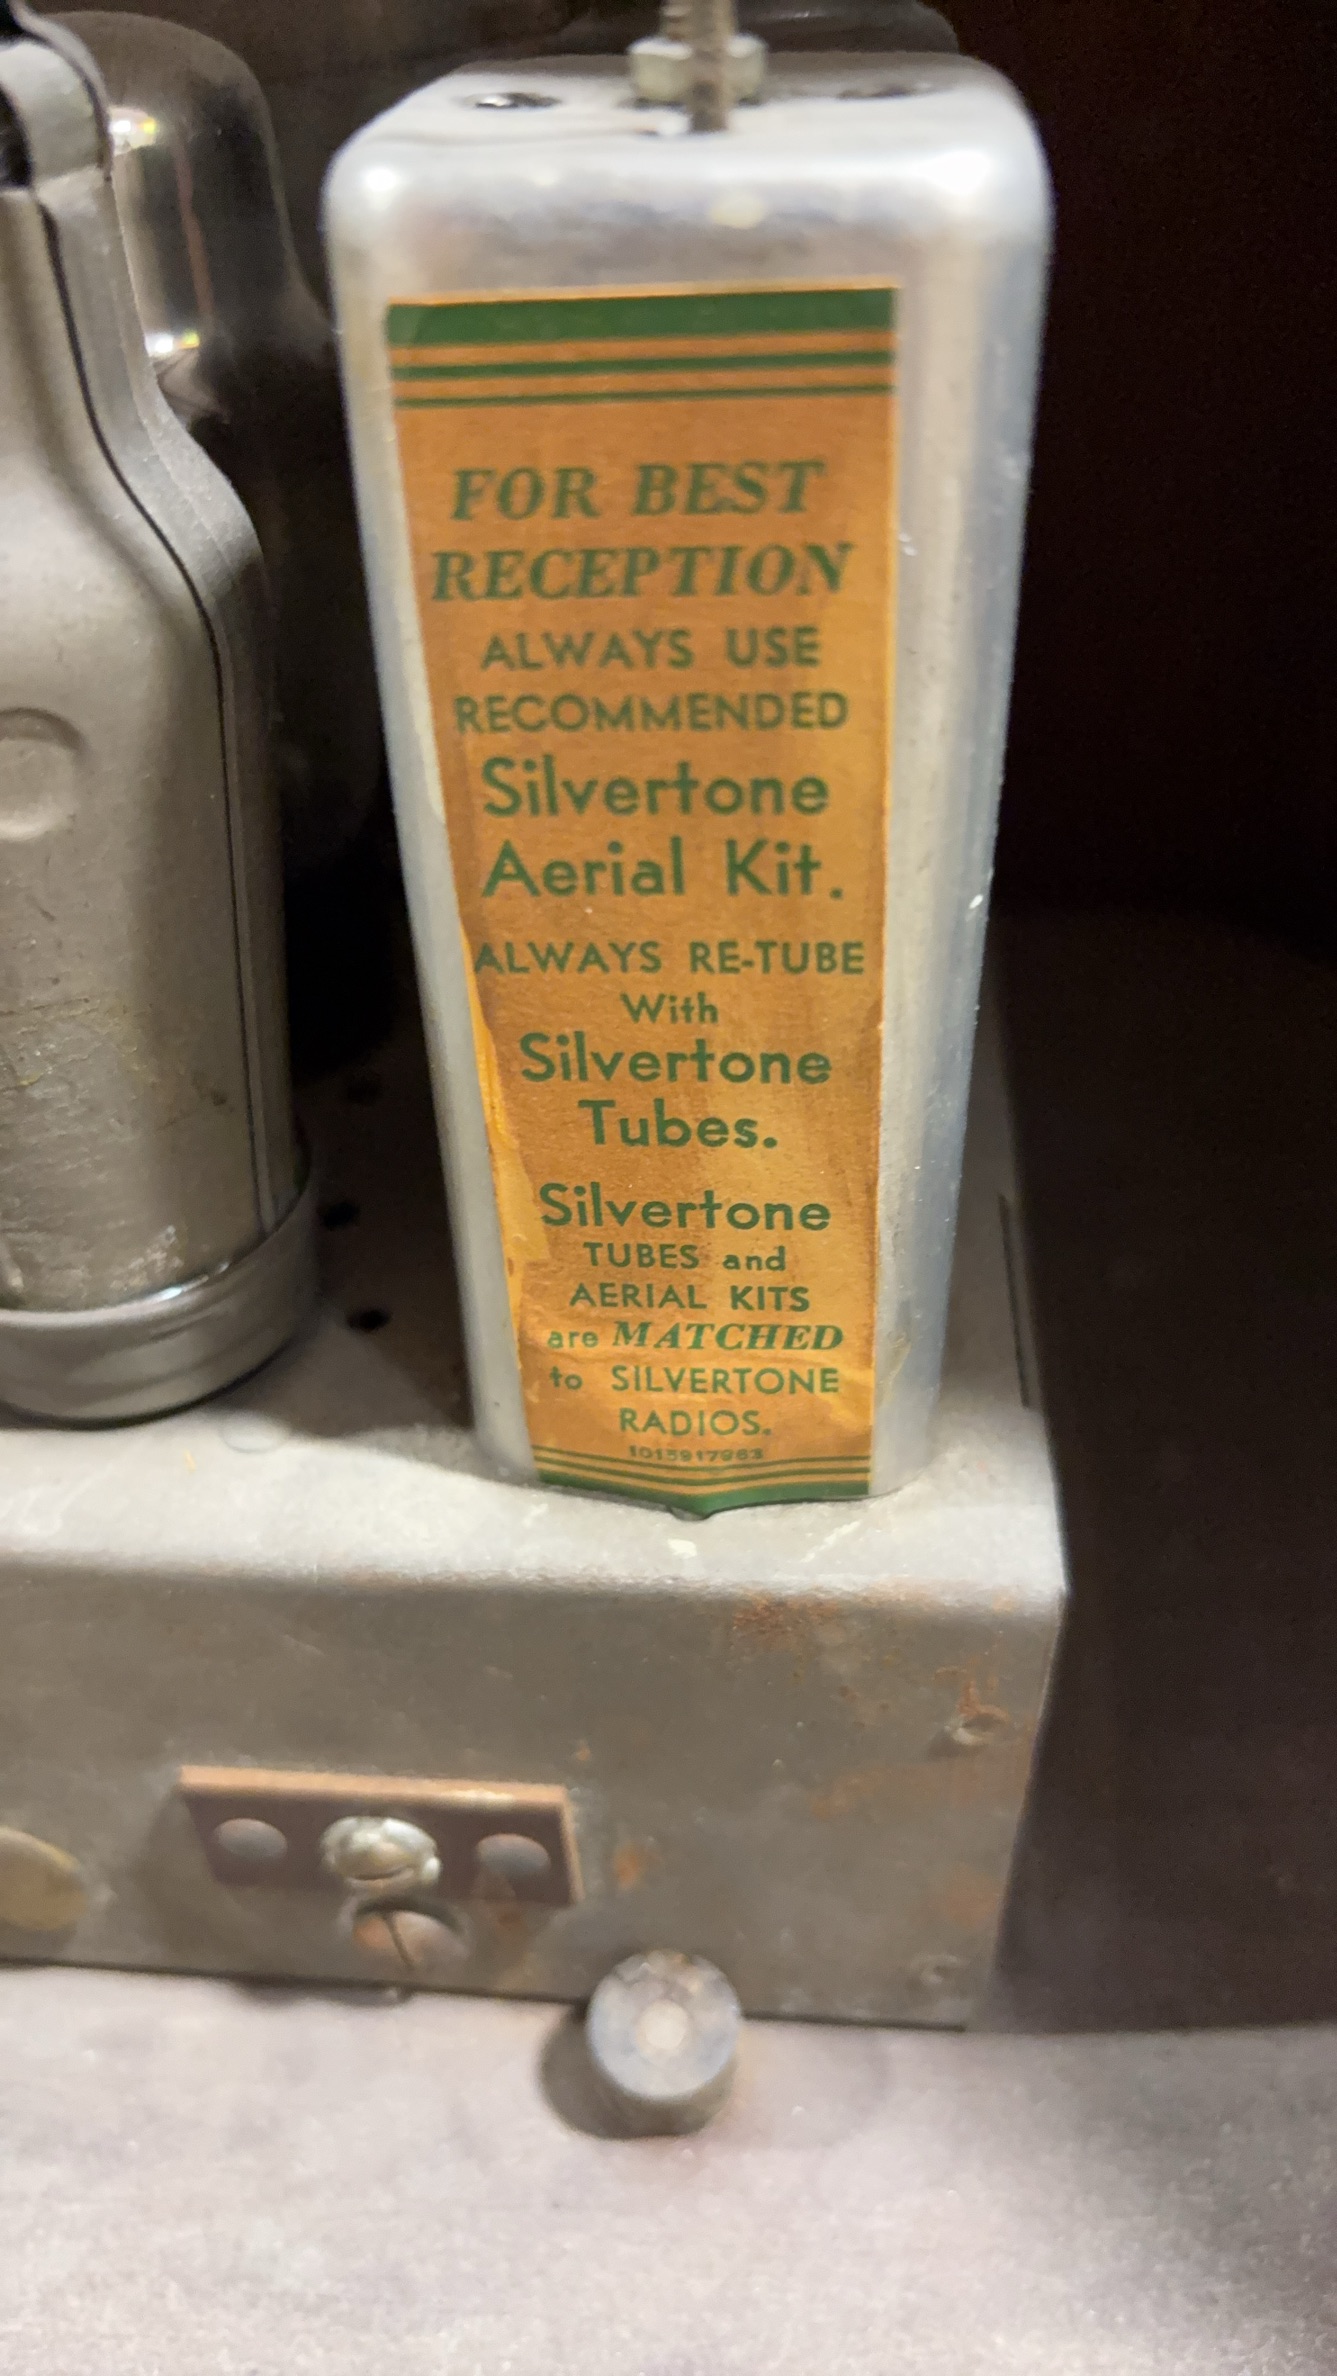 FOR BEST
RECEPTION
ALWAYS USE
RECOMMENDED
Silvertone
Aerial Kit.
ALWAYS RE-TUBE
With
Silvertone
Tubes.
Silvertone
TUBES and
AERIAL KITS
are MATCHED
to SILVERTONE
RADIOS.